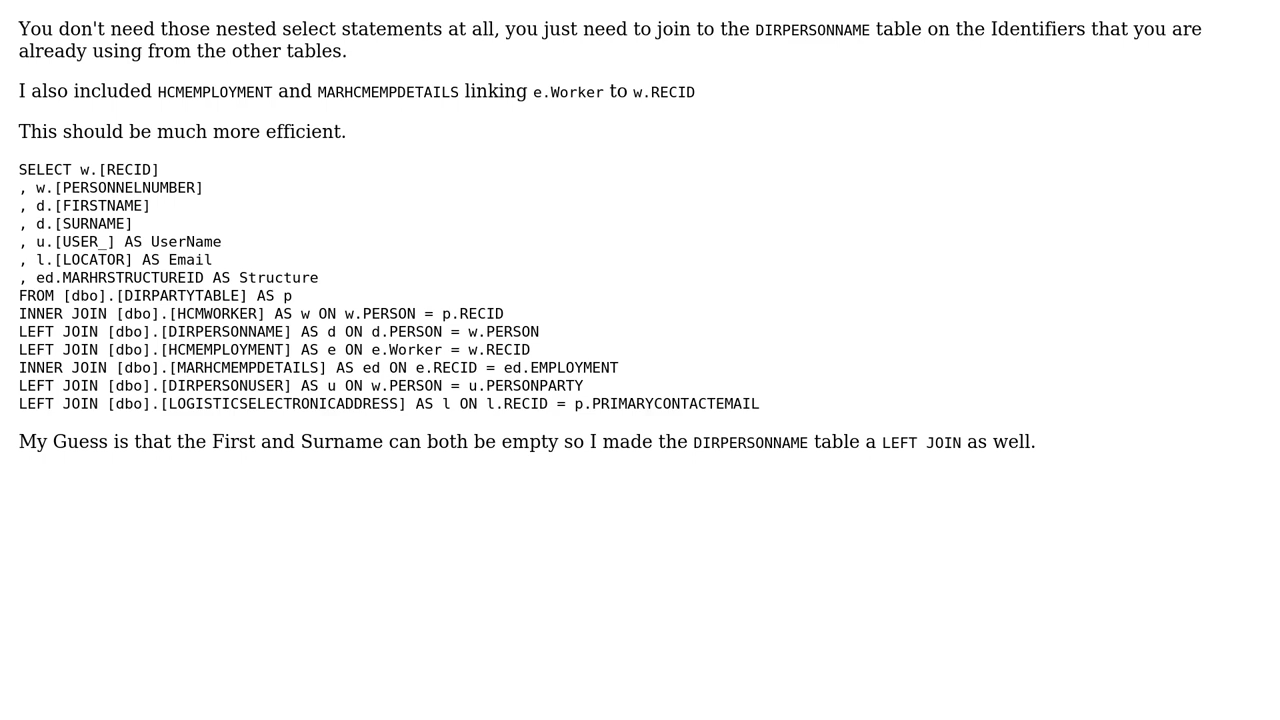 You don't need those nested select statements at all, you just need to join to the DIRPERSONNAME table on the Identifiers that you are
already using from the other tables.
I also included HCMEMPLOYMENT and MARHCMEMPDETAILS linking e.Worker to w.RECID
This should be much more efficient.
SELECT w.[RECID]
, w.[PERSONNELNUMBER]
, d.[FIRSTNAME]
, d.[SURNAME]
, u.[USER_] AS UserName
, l.[LOCATOR] AS Email
, ed.MARHRSTRUCTUREID AS Structure
FROM [dbo].[DIRPARTYTABLE] AS p
INNER JOIN [dbo].[HCMWORKER] AS w ON w.PERSON = p.RECID
LEFT JOIN [dbo].[DIRPERSONNAME] AS d ON d.PERSON = w.PERSON
LEFT JOIN [dbo].[HCMEMPLOYMENT] AS e ON e.Worker = w.RECID
INNER JOIN [dbo].[MARHCMEMPDETAILS] AS ed ON e.RECID = ed.EMPLOYMENT
LEFT JOIN [dbo].[DIRPERSONUSER] AS u ON w.PERSON = u.PERSONPARTY
LEFT JOIN [dbo].[LOGISTICSELECTRONICADDRESS] AS l ON l.RECID = p.PRIMARYCONTACTEMAIL
My Guess is that the First and Surname can both be empty so I made the DIRPERSONNAME table a LEFT JOIN as well.